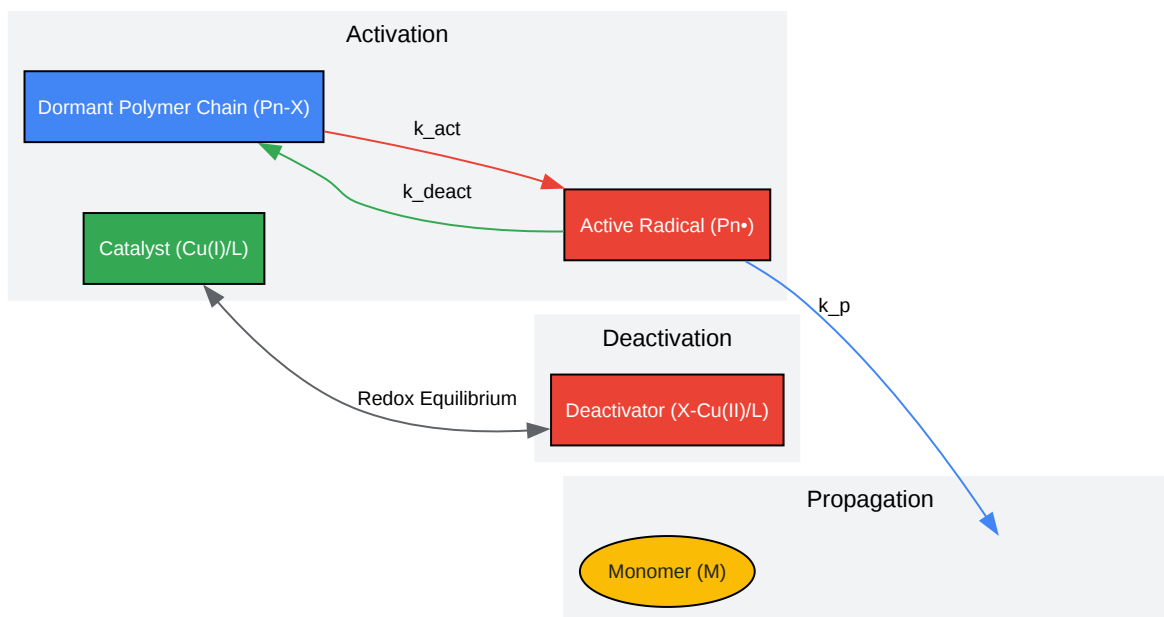 Activation
Dormant Polymer Chain (Pn-X)
k_act
k_deact
Active Radical (Pn•)
Catalyst (Cu(I)/L)
k_p
Deactivation
Redox Equilibrium
Deactivator (X-Cu(II)/L)
Propagation
Monomer (M)